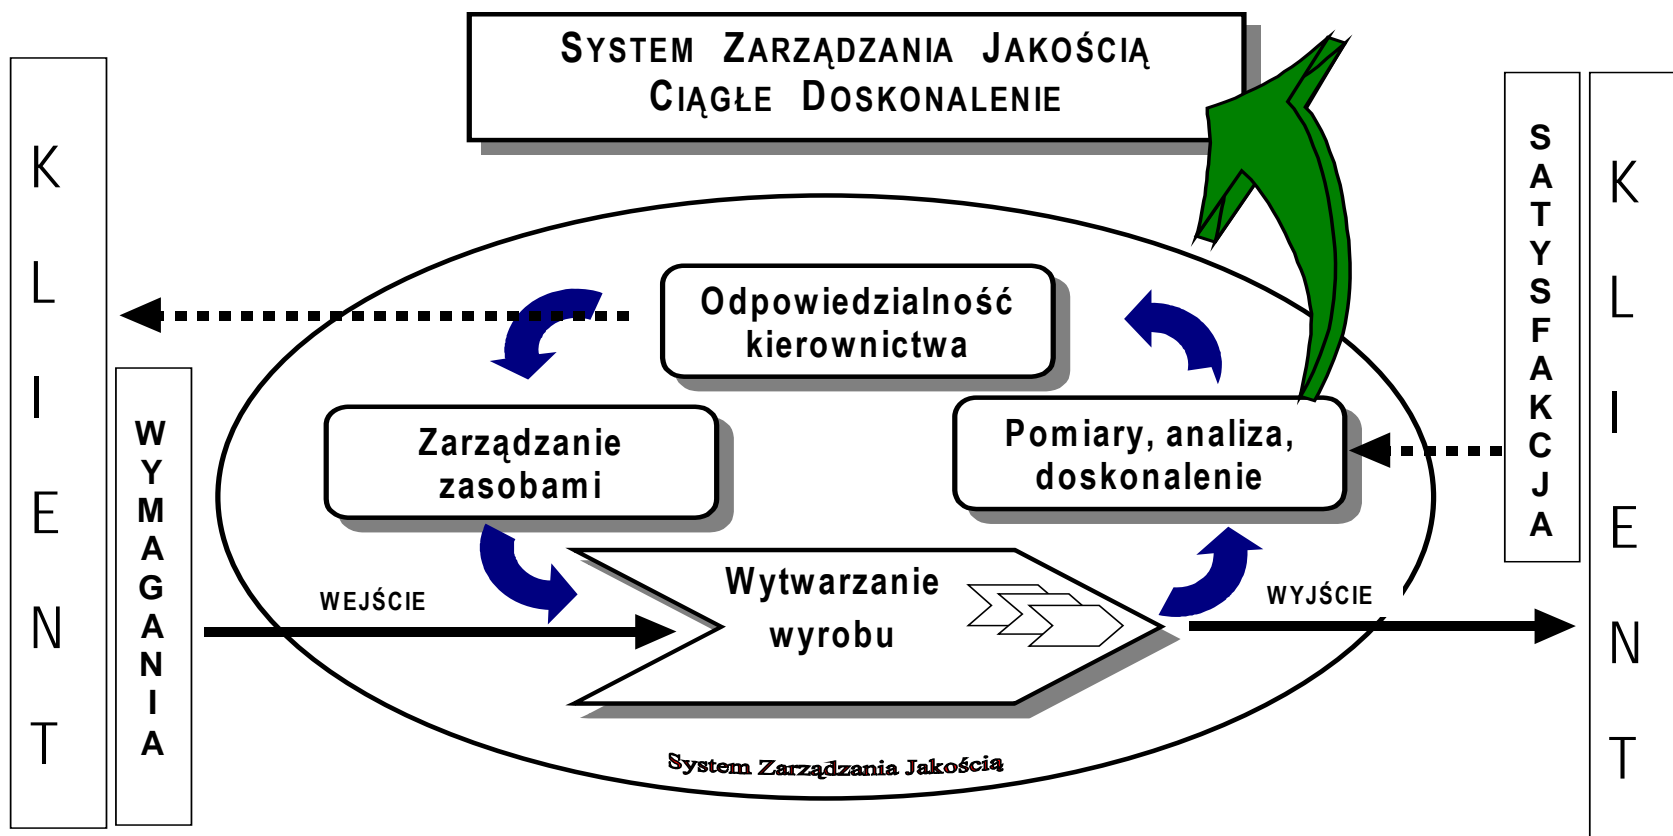 SYSTEM ZARZĄDZANIA JAKOŚCIĄ
CIĄGŁE DOSKONALENIE
KLIENT
WYMAGANIA
Odpowiedzialność
kierownictwa
Zarządzanie
zasobami
Pomiary, analiza,
doskonalenie
WEJŚCIE
Wytwarzanie
wyrobu
WYJŚCIE
System Zarządzania Jakością
SATYSFAKCJA
KLIENT